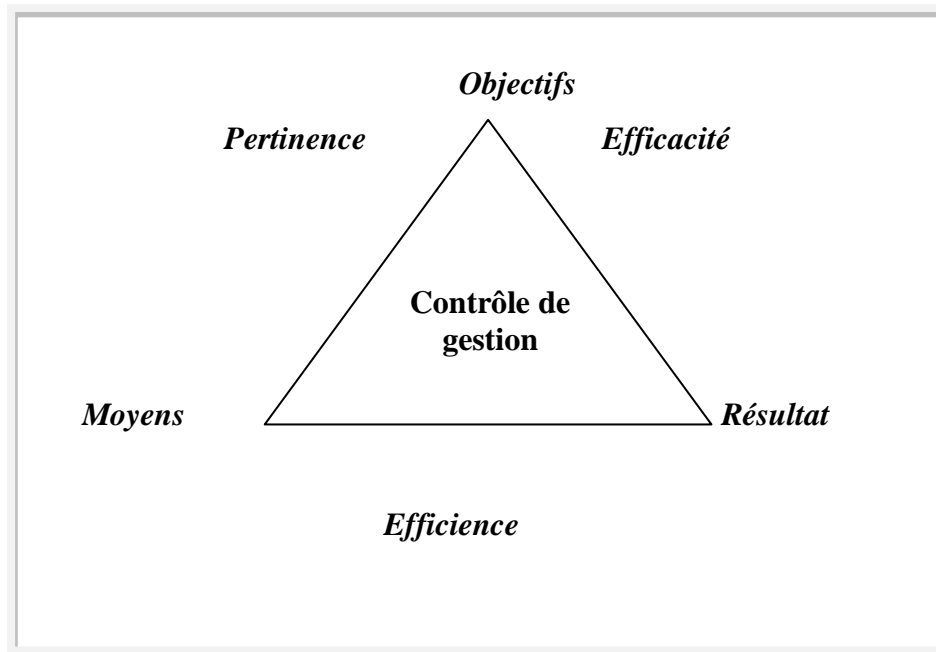 Objectifs
Pertinence
Efficacité
Contrôle de
gestion
Moyens
Résultat
Efficience